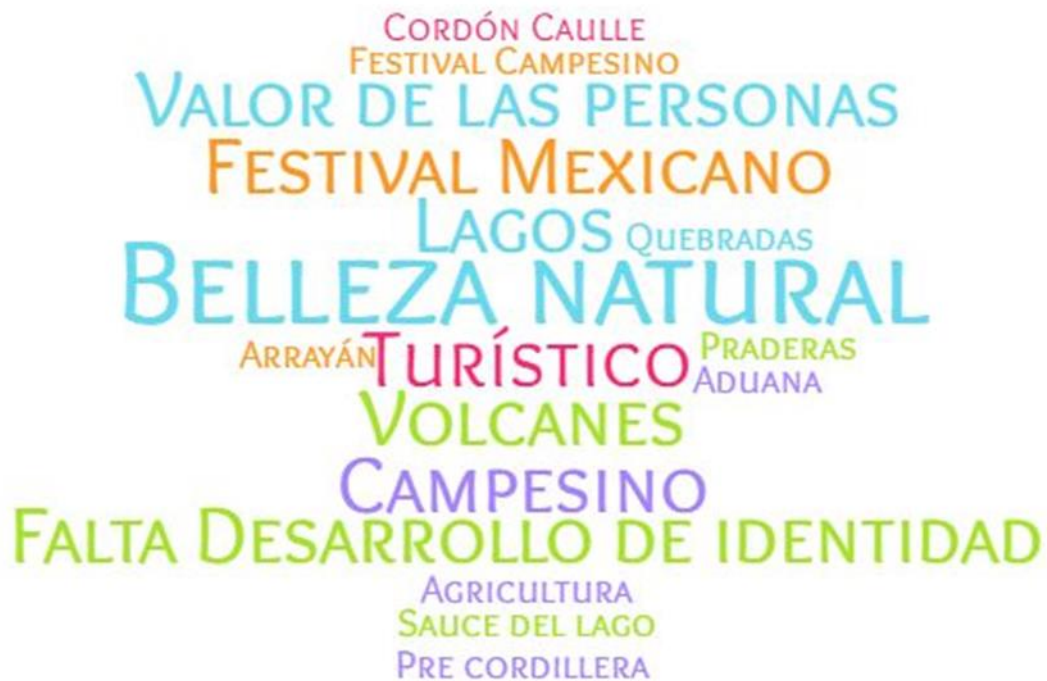 Cordón Caulle
Festival Campesino
Valor de las personas
Festival Mexicano
Lagos Quebradas
Belleza natural
Arrayán Turístico Praderas
Aduana
Volcanes
Campesino
Falta Desarrollo de identidad
Agricultura
Sauce del lago
Pre cordillera